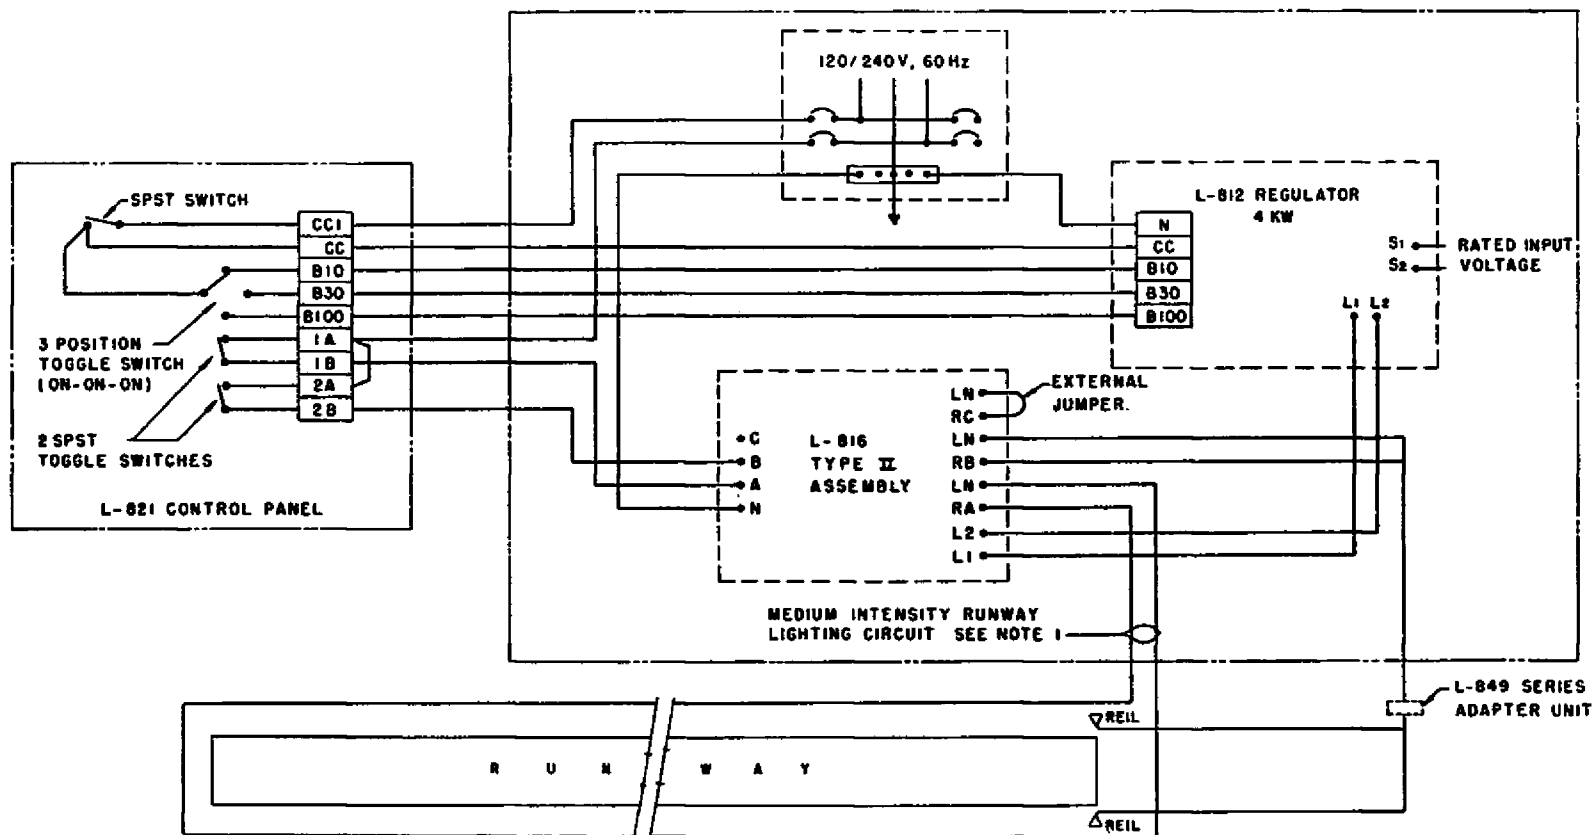 120/240V, 60 Hz
SPST SWITCH
CC1
CC
B10
B30
B100
1A
1B
2A
2B
3 POSITION
TOGGLE SWITCH
(ON-ON-ON)
2 SPST
TOGGLE SWITCHES
L-821 CONTROL PANEL
L-812 REGULATOR
4 KW
N
CC
B10
B30
B100
S1
S2
RATED INPUT
VOLTAGE
L1 L2
EXTERNAL
JUMPER.
C
B
A
N
L-816
TYPE II
ASSEMBLY
LN
RC
LN
RB
LN
RA
L2
L1
MEDIUM INTENSITY RUNWAY
LIGHTING CIRCUIT SEE NOTE 1
L-849 SERIES
ADAPTER UNIT
REIL
RUNWAY
REIL